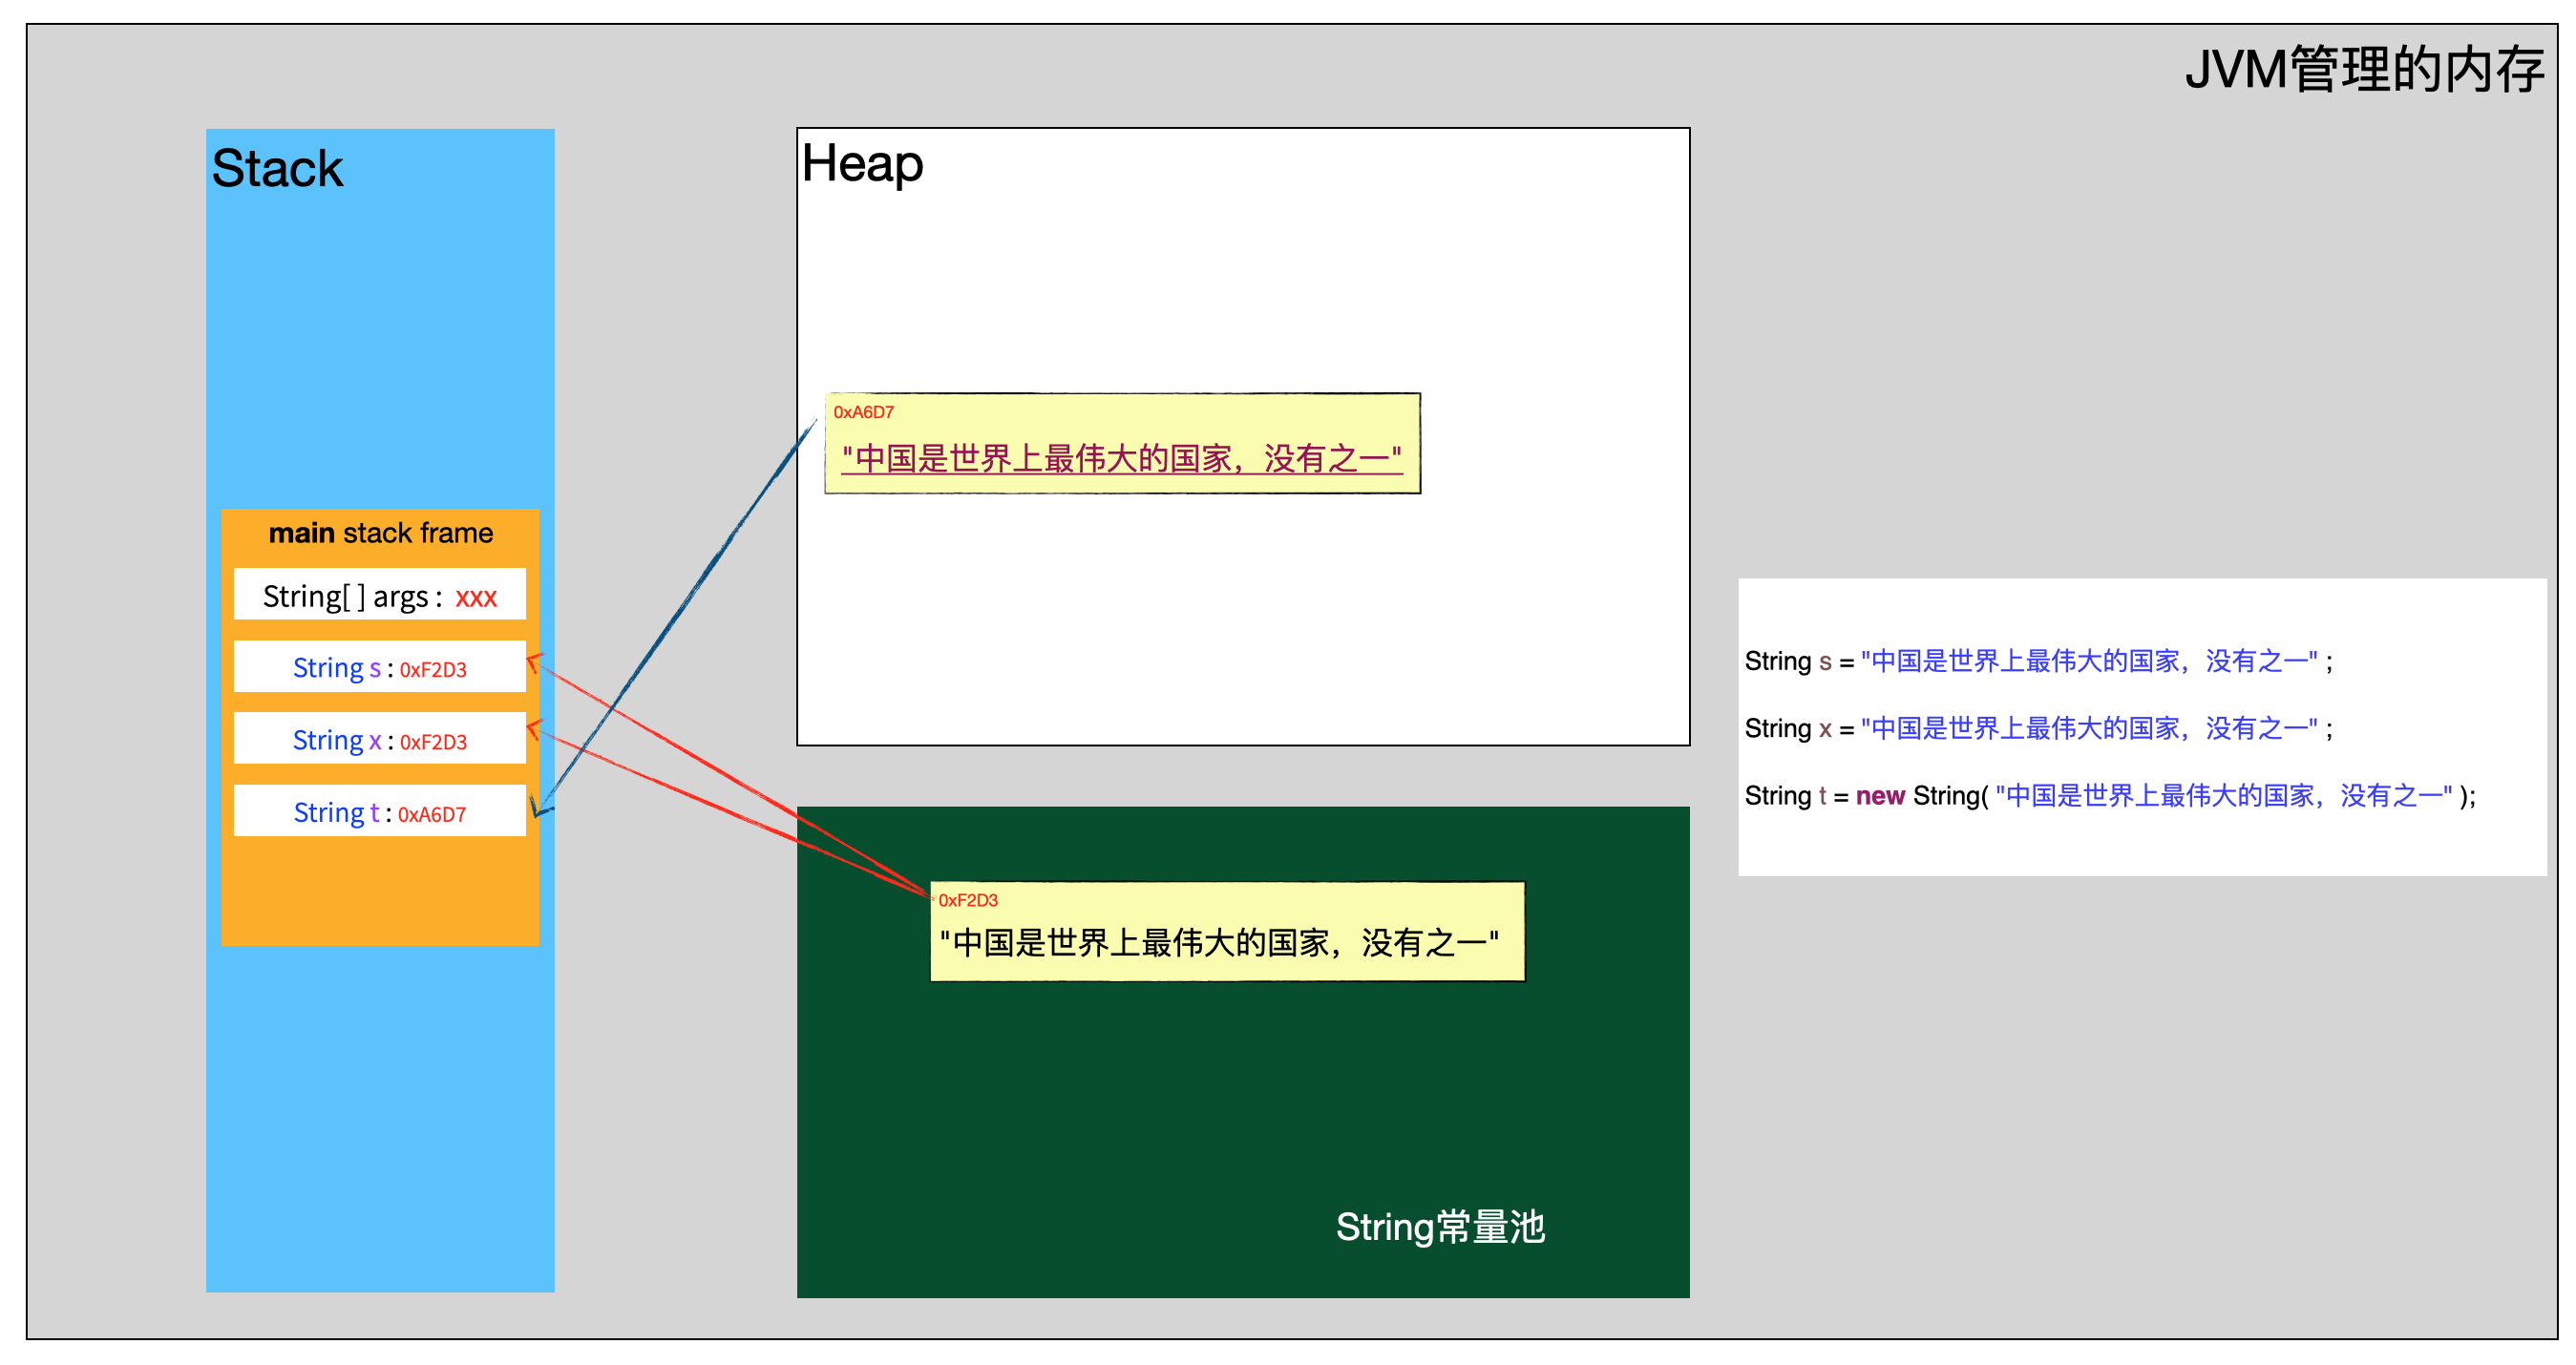 JVM管理的内存
Stack
main stack frame
String[ ] args : xxx
String s : 0xF2D3
String x : 0xF2D3
String t : 0xA6D7
Heap
0xA6D7
"中国是世界上最伟大的国家，没有之一"
0xF2D3
"中国是世界上最伟大的国家，没有之一"
String常量池
String s = "中国是世界上最伟大的国家，没有之一" ;
String x = "中国是世界上最伟大的国家，没有之一" ;
String t = new String( "中国是世界上最伟大的国家，没有之一" );